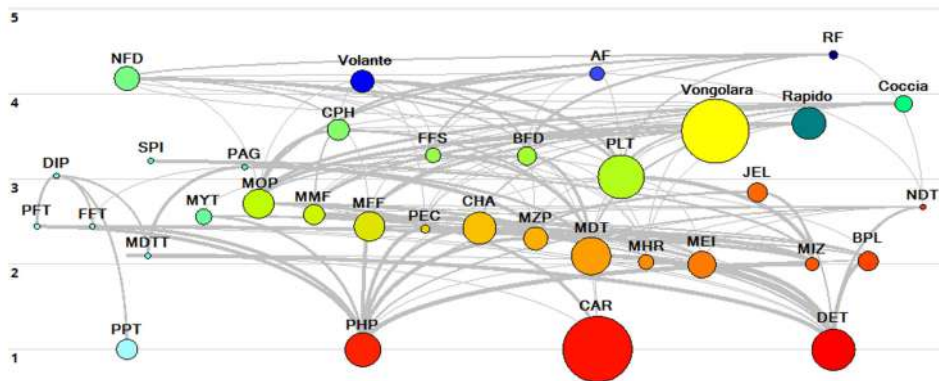 5
RF
NFD
Volante
AF
4
Vongolara
Rapido
Coccia
CPH
FFS
BFD
SPI
PAG
PLT
DIP
3
JEL
MYT
MOP
MMF
MFF
PEC
CHA
MZP
MDT
NDT
PFT
FFT
MDTT
MHR
MEI
MIZ
BPL
2
PPT
PHP
CAR
DET
1